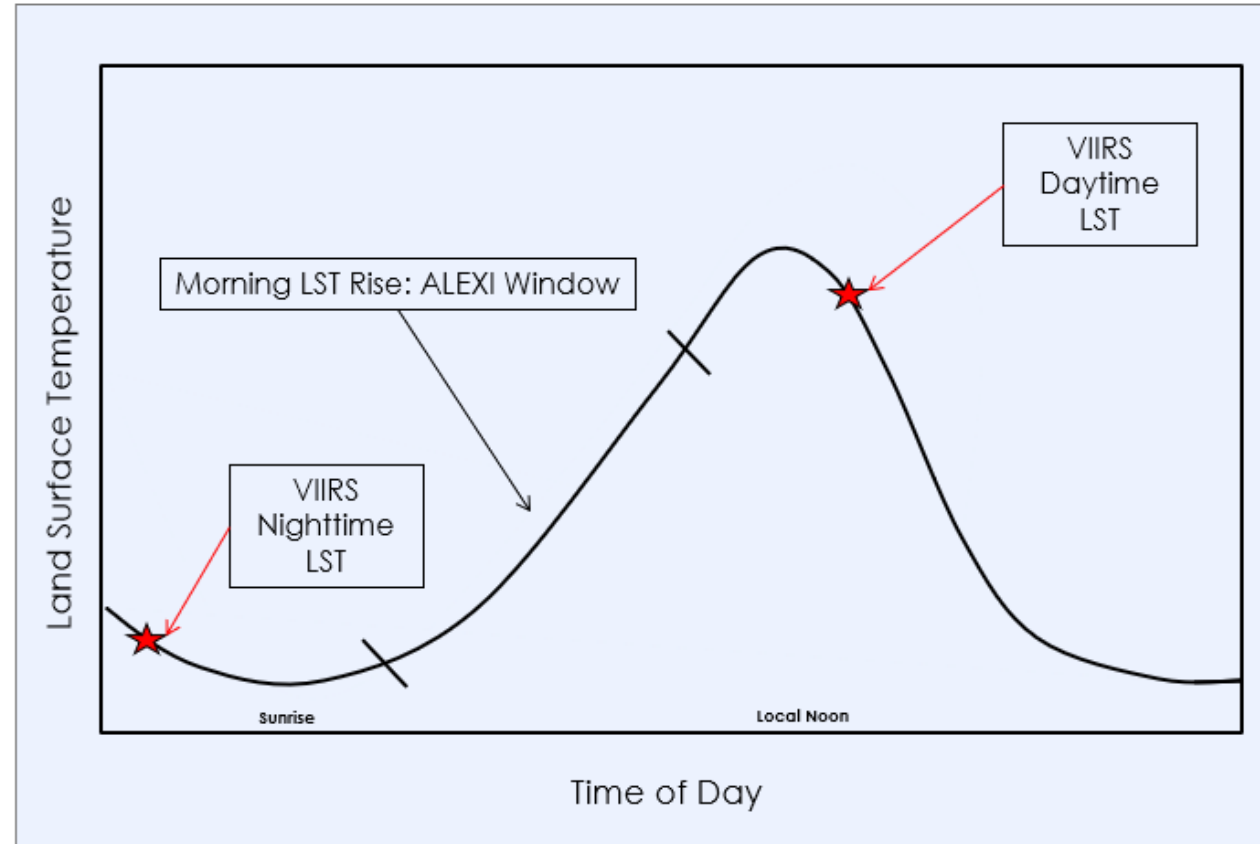 VIIRS
Daytime
LST
Morning LST Rise: ALEXI Window
Land Surface Temperature
VIIRS
Nighttime
LST
Sunrise
Local Noon
Time of Day